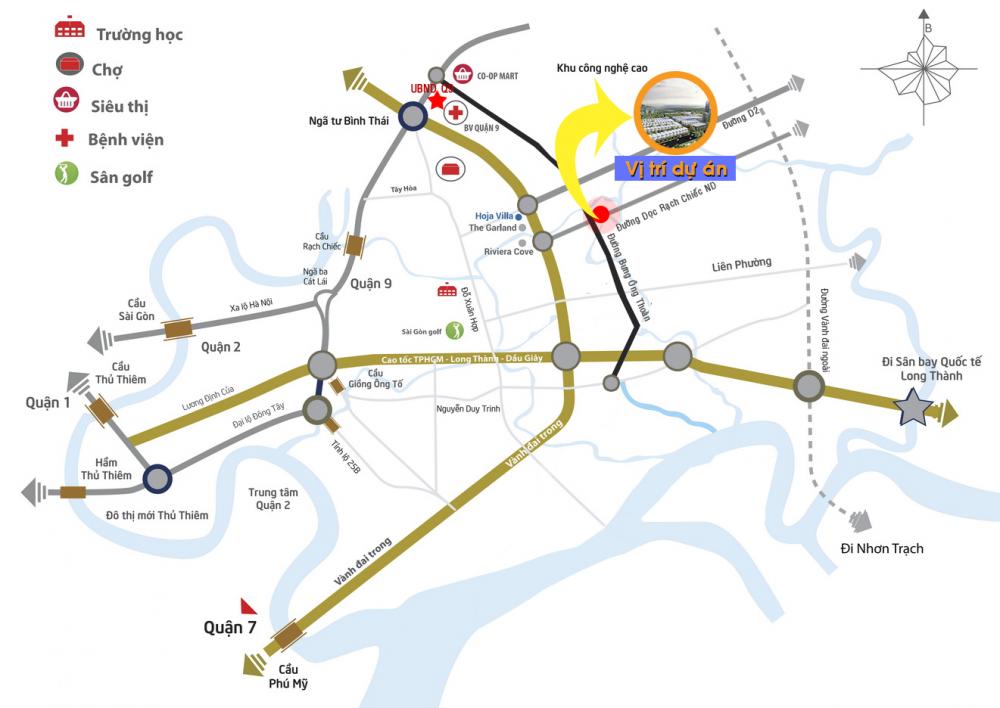 Trường học
Chợ
Siêu thị
Bệnh viện
Sân golf
B
CO-OP MART
UBND Q9
BV QUẬN 9
Ngã tư Bình Thái
Khu công nghệ cao
Vị trí dự án
Đường D2
Đường Dọc Rạch Chiếc ND
Tây Hòa
Hoja Villa
The Garland
Riviera Cove
Đường Bưng Ông Thoàn
Liên Phường
Đường Vành đai ngoài
Cầu
Rạch Chiếc
Ngã ba
Cát Lái
Quận 9
Đỗ Xuân Hợp
Cầu
Sài Gòn
Xa lộ Hà Nội
Quận 2
Sài Gòn golf
Cao tốc TPHCM - Long Thành - Dầu Giây
Đi Sân bay Quốc tế
Long Thành
Cầu
Thủ Thiêm
Quận 1
Lương Định Của
Cầu
Giồng Ông Tố
Đại lộ Đông Tây
Nguyễn Duy Trinh
Tỉnh lộ 25B
Vành đai trong
Hầm
Thủ Thiêm
Trung tâm
Quận 2
Đô thị mới Thủ Thiêm
Đi Nhơn Trạch
Vành đai trong
Quận 7
Cầu
Phú Mỹ